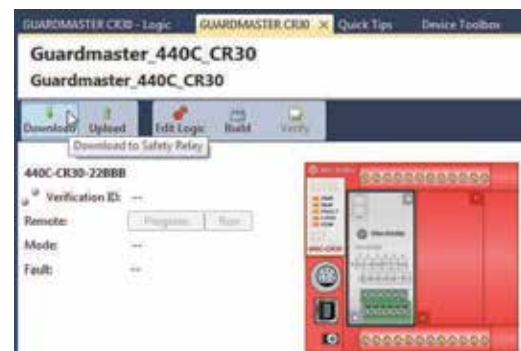 GUARDMASTER CR30 - Logic GUARDMASTER CR30 × Quick Tips Device Toolbox
Guardmaster_440C_CR30
Guardmaster_440C_CR30
Download Upload Edit Logic Build Verify
Download to Safety Relay
440C-CR30-22BBB
Verification ID: --
Remote: Program Run
Mode: --
Fault: --